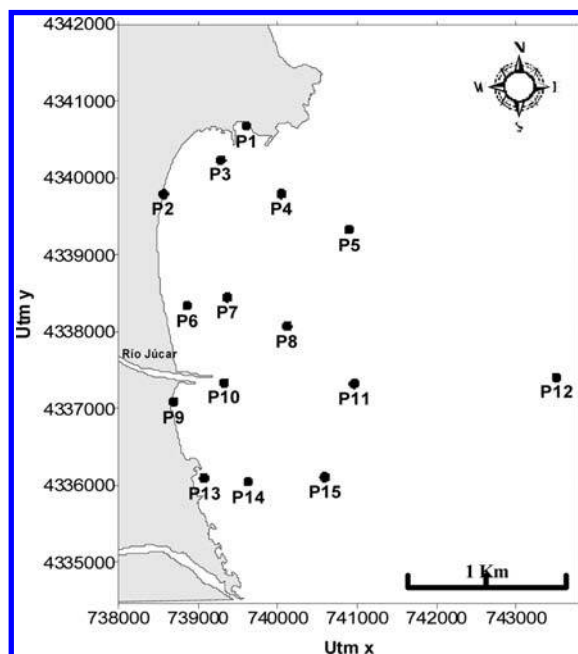 4342000
N
W
I
S
4341000
P1
P3
4340000
P2
P4
4339000
P5
P6
P7
4338000
P8
Río Júcar
P10
P11
P12
4337000
P9
4336000
P13
P14
P15
4335000
1 Km
738000 739000 740000 741000 742000 743000
Utm x
Utm y